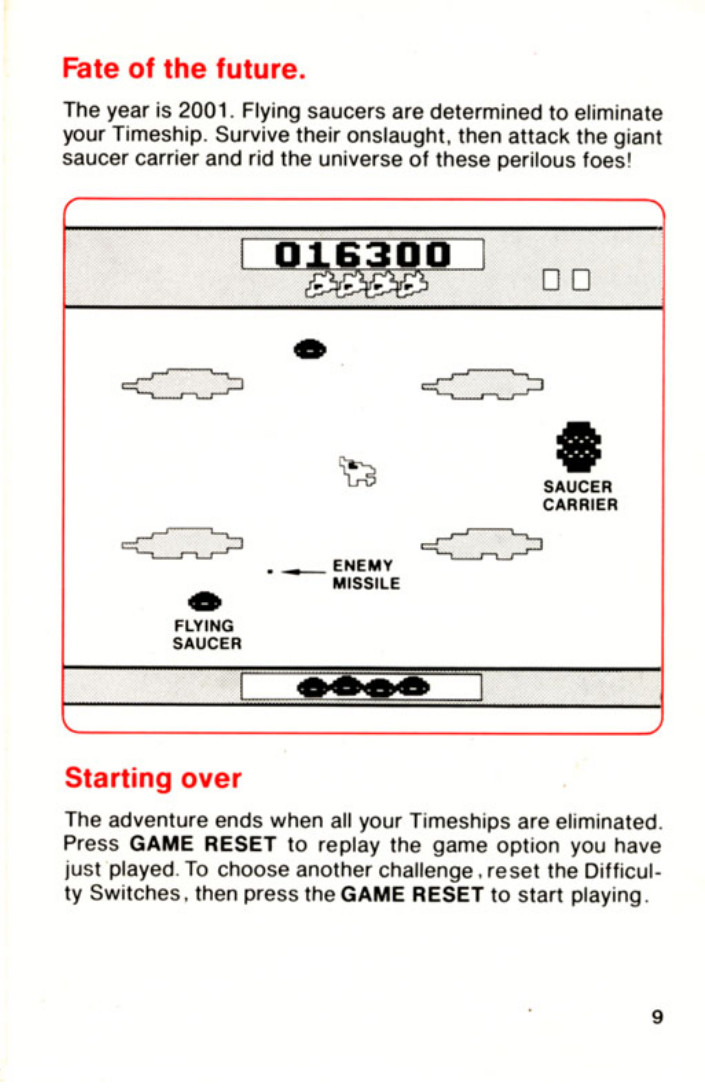 Fate of the future.
The year is 2001. Flying saucers are determined to eliminate
your Timeship. Survive their onslaught, then attack the giant
saucer carrier and rid the universe of these perilous foes!
016300
SAUCER
CARRIER
ENEMY
MISSILE
FLYING
SAUCER
Starting over
The adventure ends when all your Timeships are eliminated.
Press GAME RESET to replay the game option you have
just played. To choose another challenge, reset the Difficul-
ty Switches, then press the GAME RESET to start playing.
9